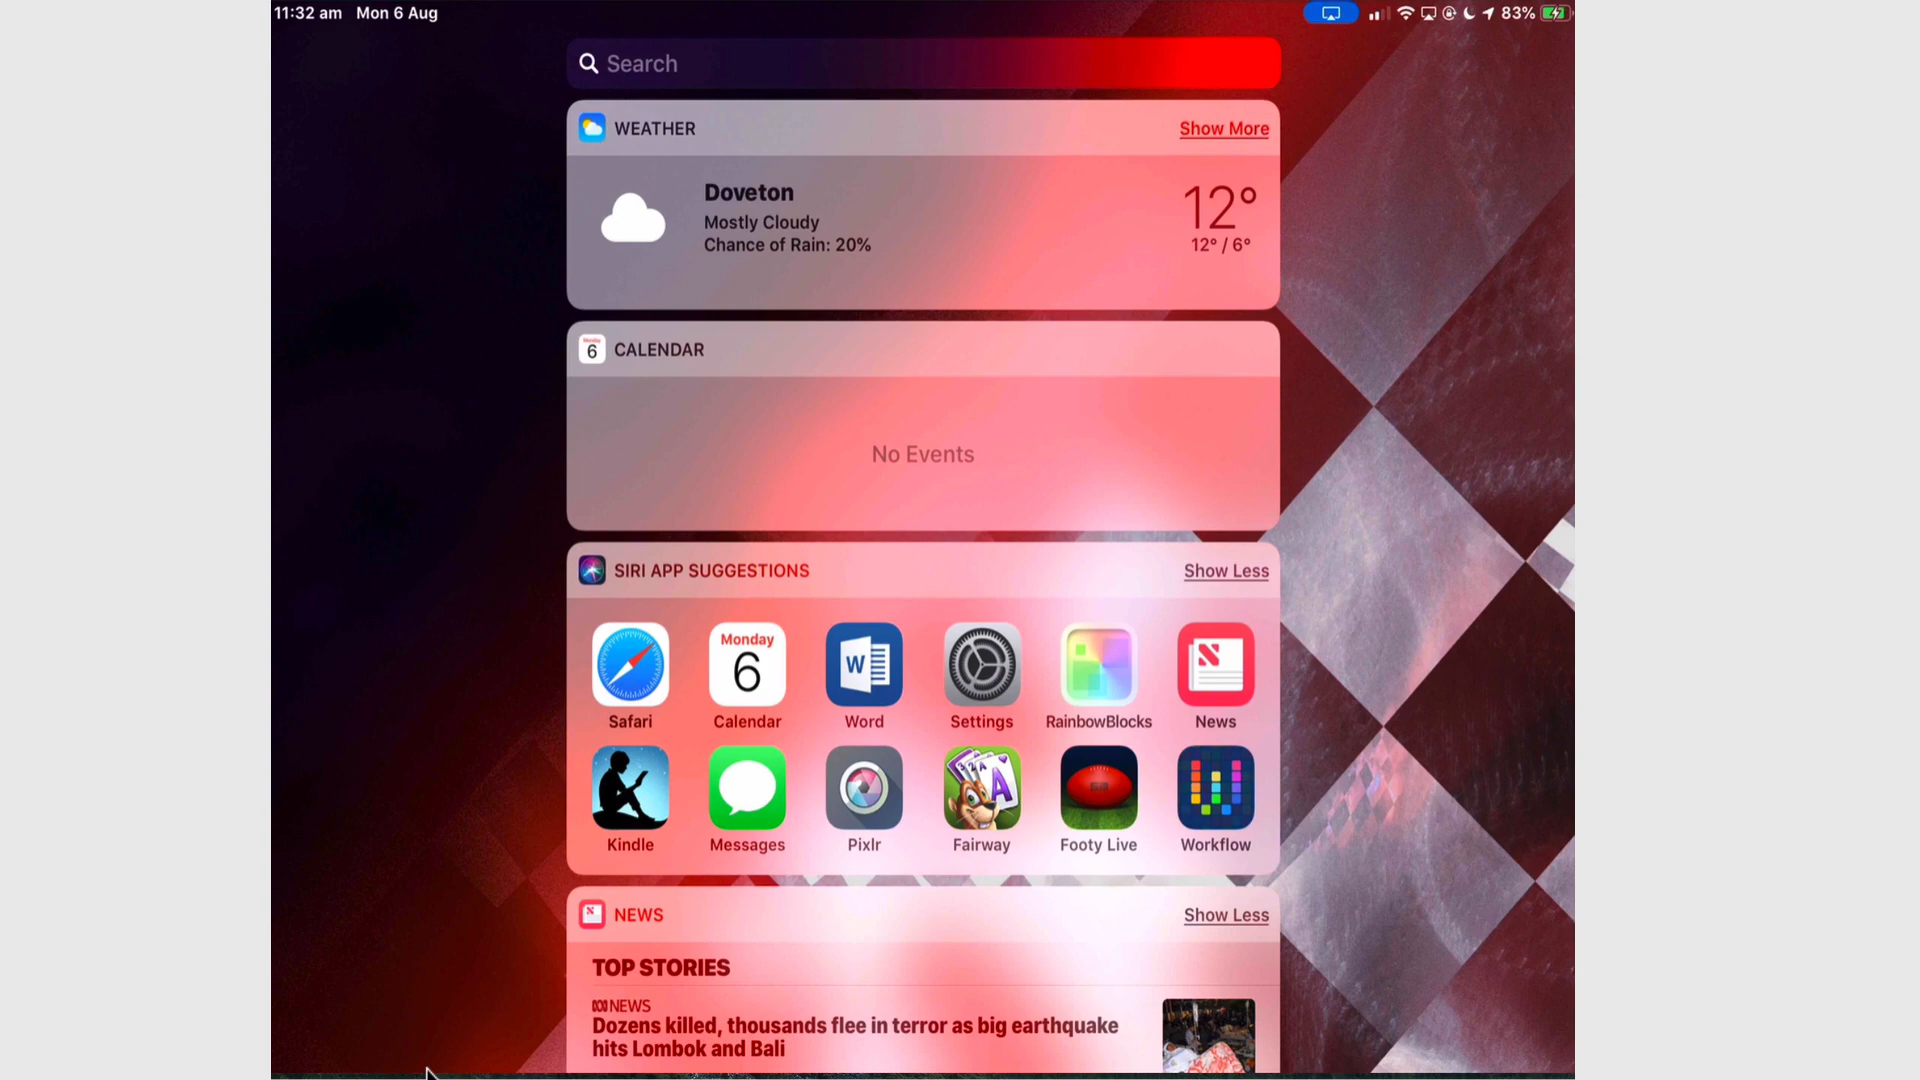 11:32 am Mon 6 Aug
83%
Search
WEATHER
Show More
Doveton
Mostly Cloudy
Chance of Rain: 20%
12°
12° / 6°
CALENDAR
6
No Events
SIRI APP SUGGESTIONS
Show Less
Monday
6
W
Safari
Calendar
Word
Settings
RainbowBlocks
News
A
Kindle
Messages
Pixlr
Fairway
Footy Live
Workflow
NEWS
Show Less
TOP STORIES
NEWS
Dozens killed, thousands flee in terror as big earthquake
hits Lombok and Bali